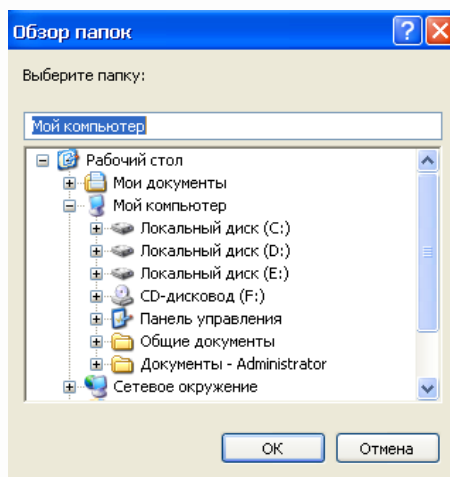 Обзор папок
Выберите папку:
Мой компьютер
Рабочий стол
Мои документы
Мой компьютер
Локальный диск (C:)
Локальный диск (D:)
Локальный диск (E:)
CD-дисковод (F:)
Панель управления
Общие документы
Документы - Administrator
Сетевое окружение
ОК Отмена